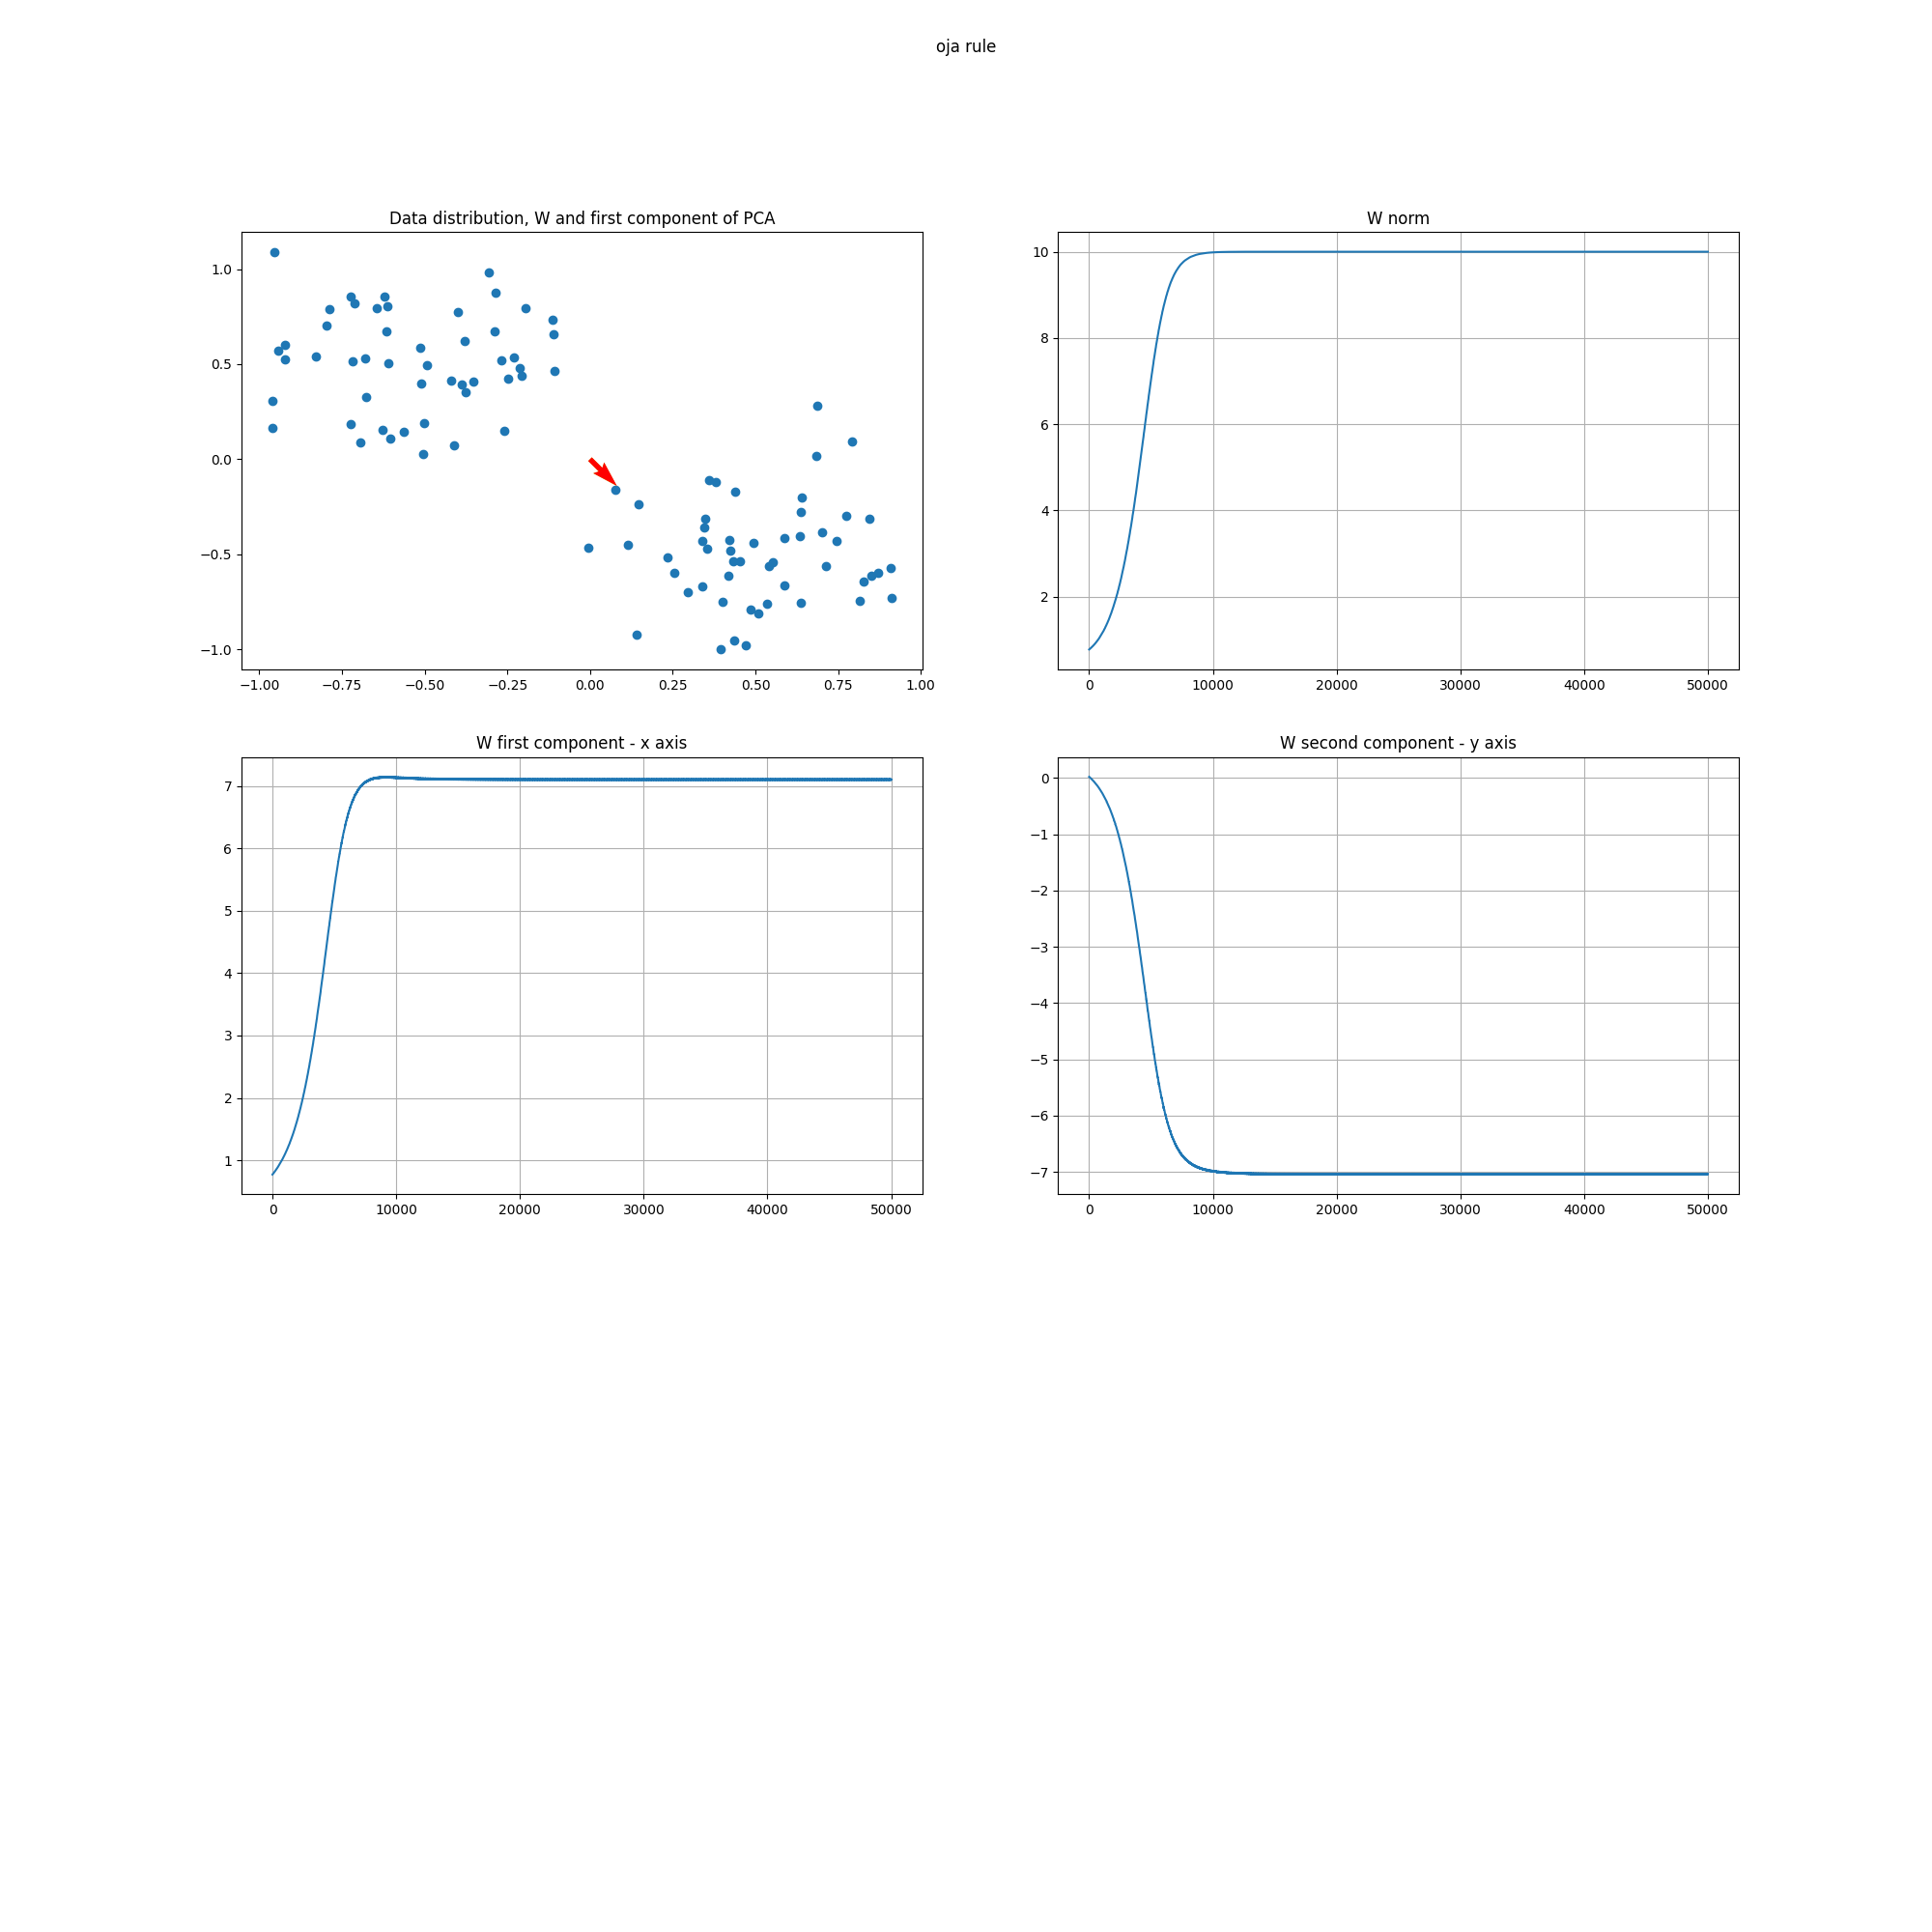 oja rule
Data distribution, W and first component of PCA
1.0
0.5
0.0
−0.5
−1.0
−1.00 −0.75 −0.50 −0.25 0.00 0.25 0.50 0.75 1.00
W norm
10
8
6
4
2
0 10000 20000 30000 40000 50000
W first component - x axis
7
6
5
4
3
2
1
0 10000 20000 30000 40000 50000
W second component - y axis
0
−1
−2
−3
−4
−5
−6
−7
0 10000 20000 30000 40000 50000